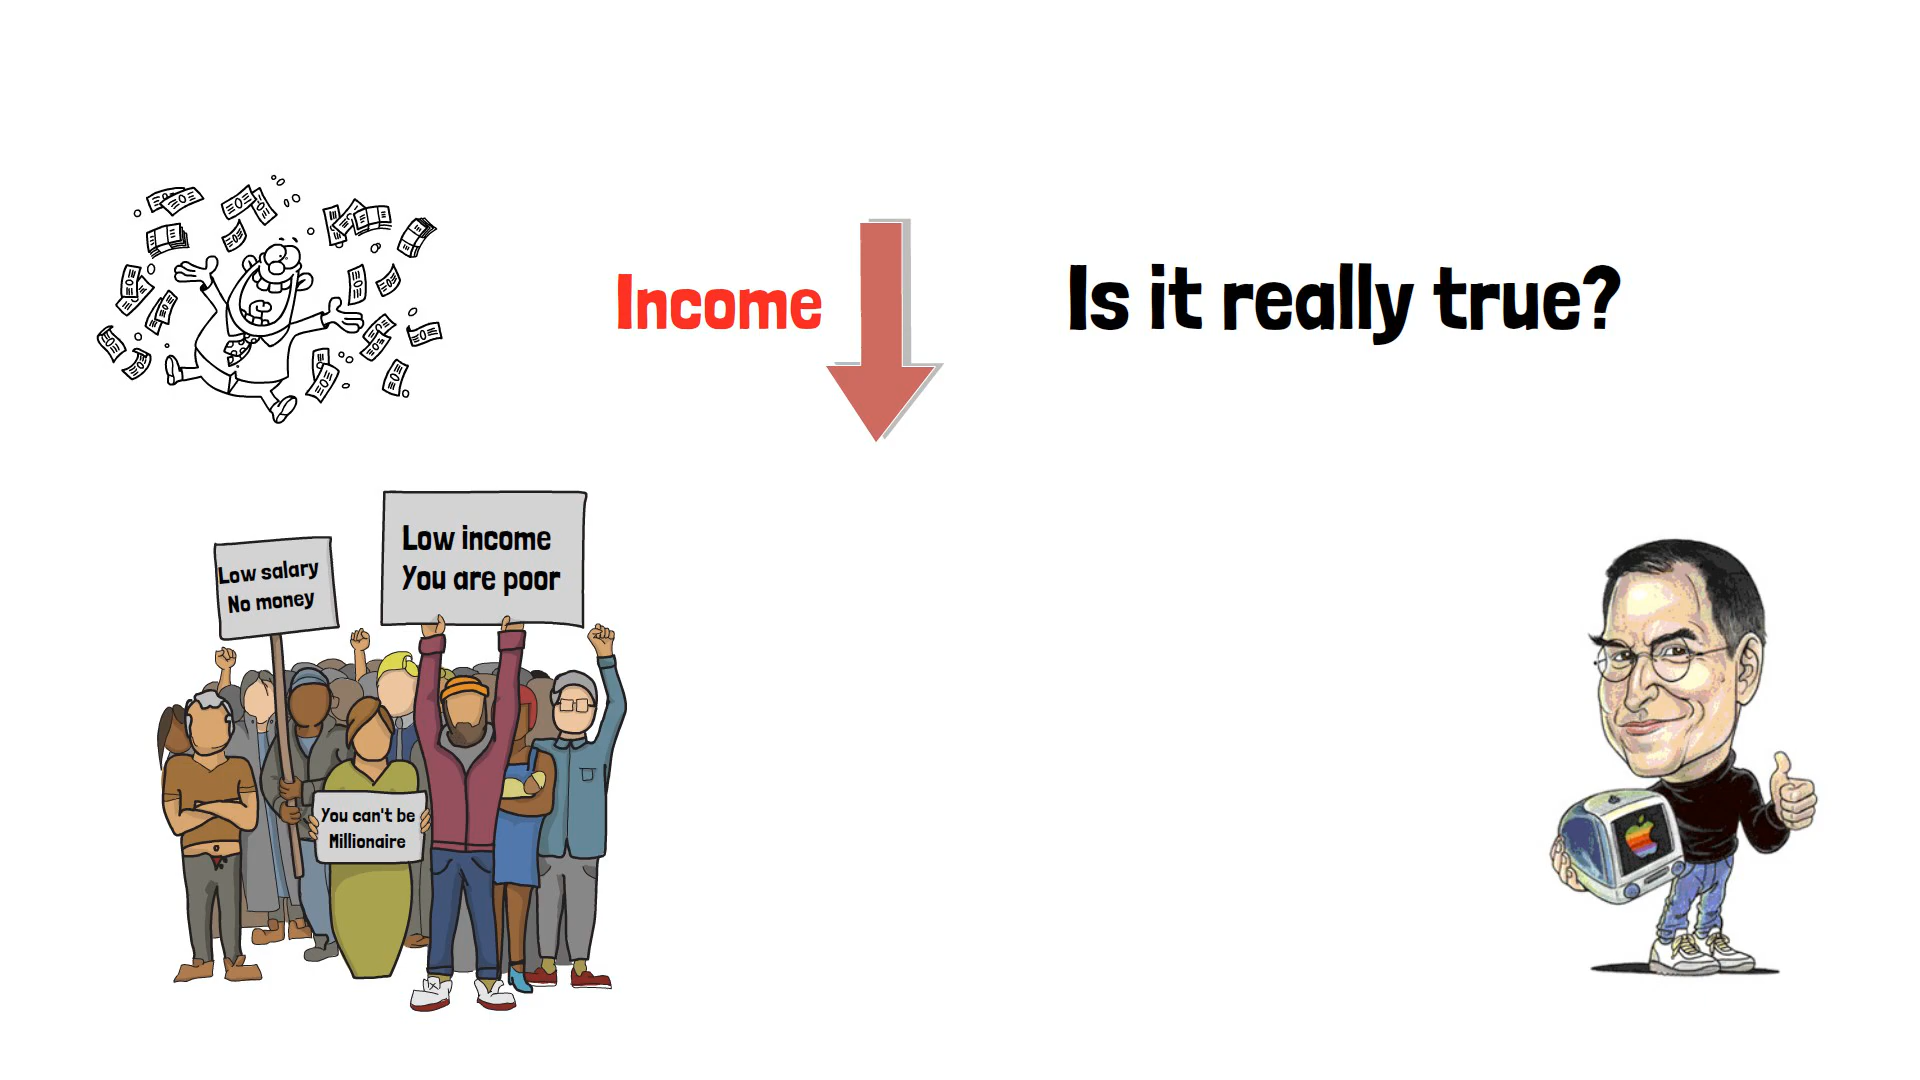 Income
Is it really true?
Low income
You are poor
Low salary
No money
You can't be
Millionaire